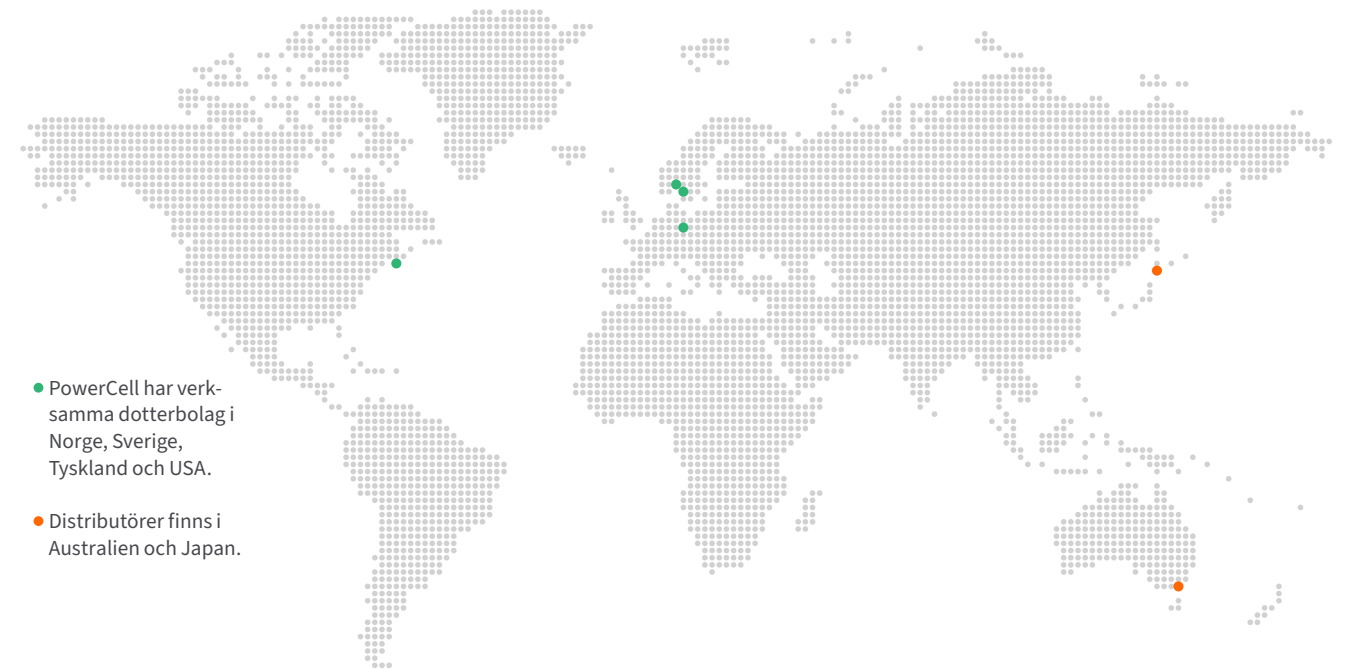 PowerCell har verk-
samma dotterbolag i
Norge, Sverige,
Tyskland och USA.
Distributörer finns i
Australien och Japan.